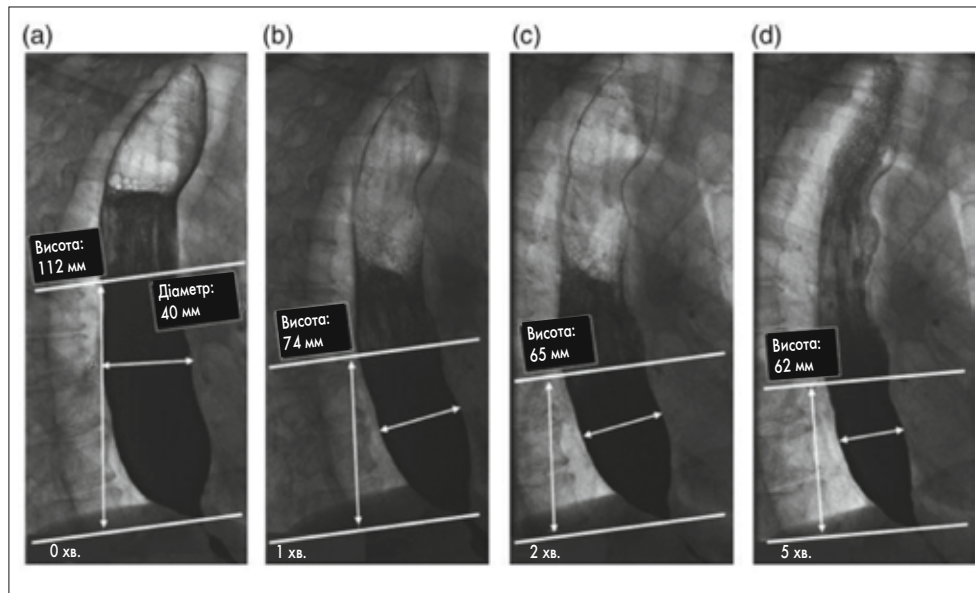 (a)
(b)
(c)
(d)
Висота:
112 мм
Діаметр:
40 мм
Висота:
74 мм
Висота:
65 мм
Висота:
62 мм
0 хв.
1 хв.
2 хв.
5 хв.